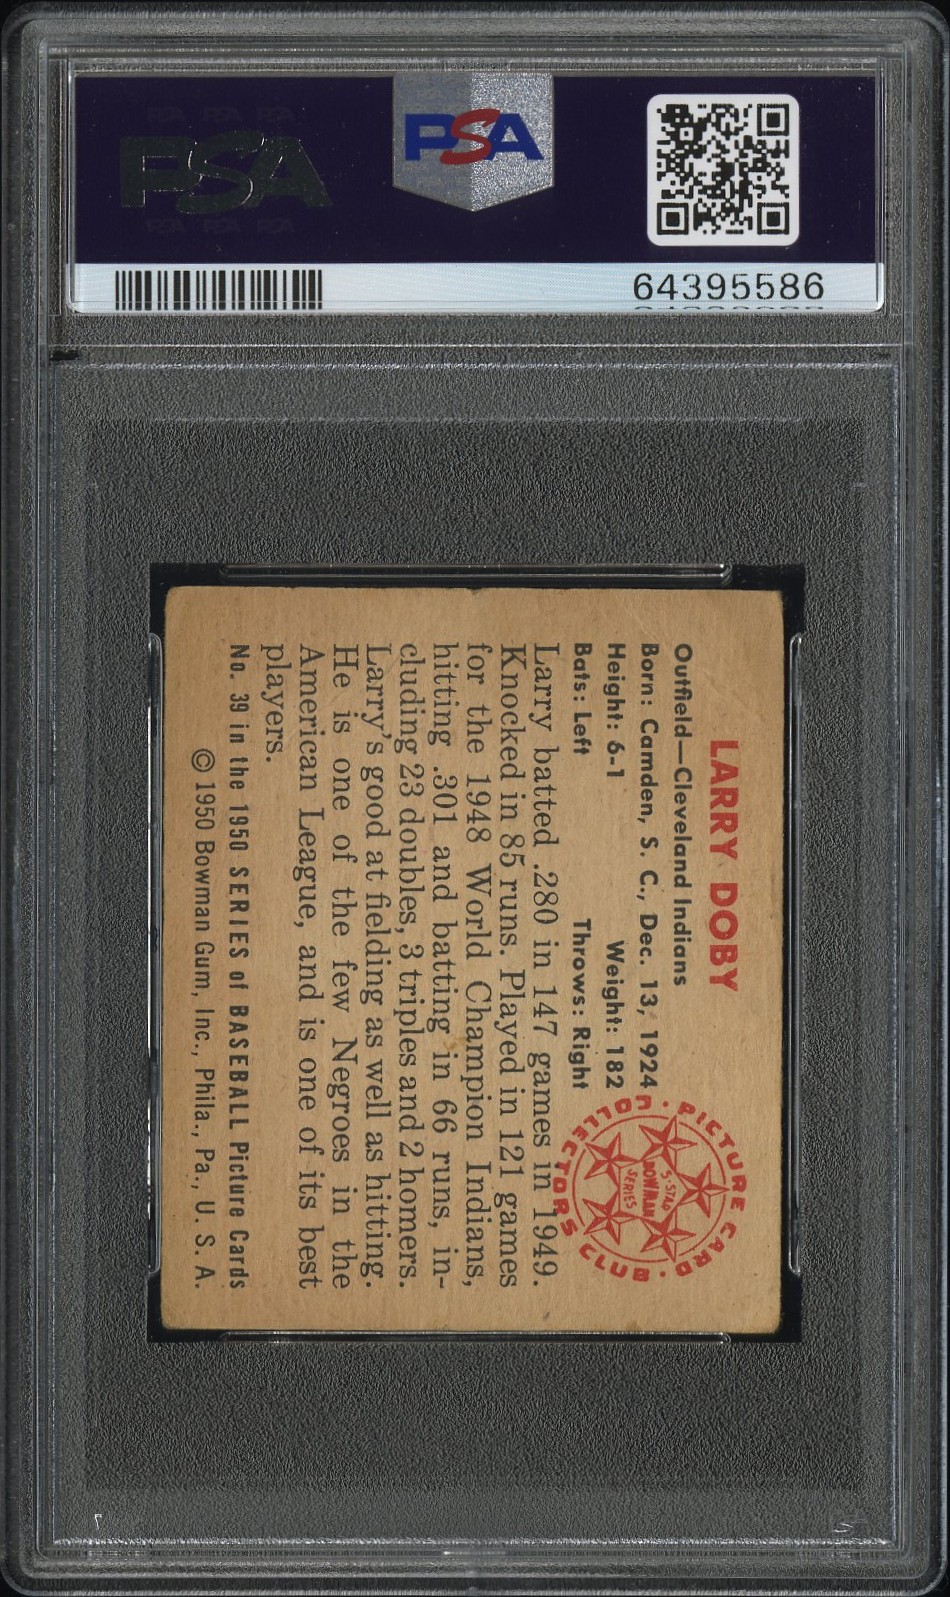 PSA
PSA
64395586
LARRY DOBY
Outfield—Cleveland Indians
Born: Camden, S. C., Dec. 13, 1924
Height: 6-1 Weight: 182
Bats: Left Throws: Right
PICTURE CARD · COLLECTORS CLUB ·
5-STAR
BOWMAN
SERIES
Larry batted .280 in 147 games in 1949.
Knocked in 85 runs. Played in 121 games
for the 1948 World Champion Indians,
hitting .301 and batting in 66 runs, in-
cluding 23 doubles, 3 triples and 2 homers.
Larry's good at fielding as well as hitting.
He is one of the few Negroes in the
American League, and is one of its best
players.
No. 39 in the 1950 SERIES of BASEBALL Picture Cards
© 1950 Bowman Gum, Inc., Phila., Pa., U. S. A.